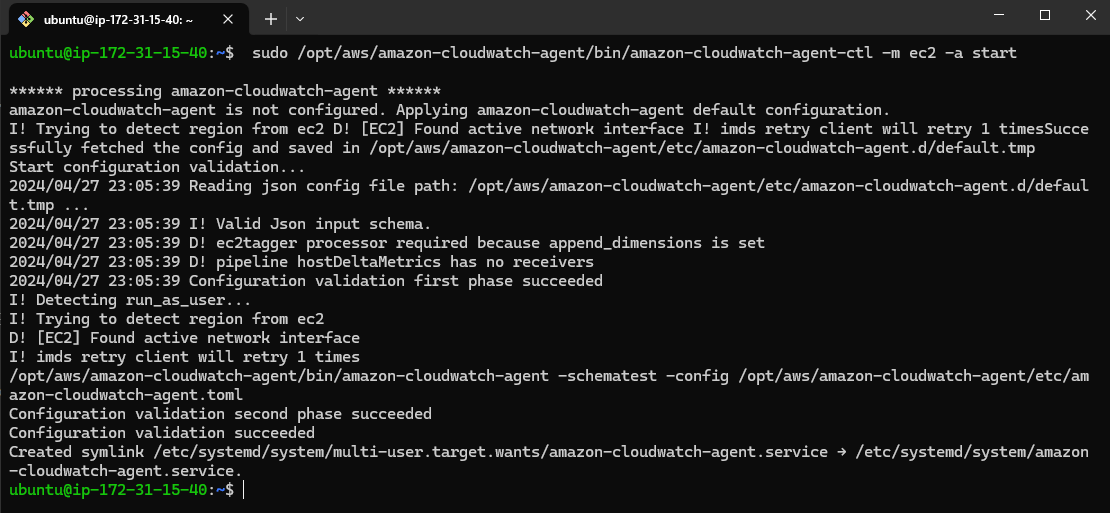 ubuntu@ip-172-31-15-40: ~
ubuntu@ip-172-31-15-40:~$  sudo /opt/aws/amazon-cloudwatch-agent/bin/amazon-cloudwatch-agent-ctl -m ec2 -a start
****** processing amazon-cloudwatch-agent ******
amazon-cloudwatch-agent is not configured. Applying amazon-cloudwatch-agent default configuration.
I! Trying to detect region from ec2 D! [EC2] Found active network interface I! imds retry client will retry 1 timesSucce
ssfully fetched the config and saved in /opt/aws/amazon-cloudwatch-agent/etc/amazon-cloudwatch-agent.d/default.tmp
Start configuration validation...
2024/04/27 23:05:39 Reading json config file path: /opt/aws/amazon-cloudwatch-agent/etc/amazon-cloudwatch-agent.d/defaul
t.tmp ...
2024/04/27 23:05:39 I! Valid Json input schema.
2024/04/27 23:05:39 D! ec2tagger processor required because append_dimensions is set
2024/04/27 23:05:39 D! pipeline hostDeltaMetrics has no receivers
2024/04/27 23:05:39 Configuration validation first phase succeeded
I! Detecting run_as_user...
I! Trying to detect region from ec2
D! [EC2] Found active network interface
I! imds retry client will retry 1 times
/opt/aws/amazon-cloudwatch-agent/bin/amazon-cloudwatch-agent -schematest -config /opt/aws/amazon-cloudwatch-agent/etc/am
azon-cloudwatch-agent.toml
Configuration validation second phase succeeded
Configuration validation succeeded
Created symlink /etc/systemd/system/multi-user.target.wants/amazon-cloudwatch-agent.service → /etc/systemd/system/amazon
-cloudwatch-agent.service.
ubuntu@ip-172-31-15-40:~$